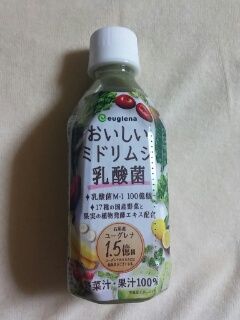 euglena
おいしい
ミドリムシ
乳酸菌
乳酸菌M-1 100億個
17種の国産野菜と
果実の植物発酵エキス配合
石垣産
ユーグレナ
1.5億個
菜汁・果汁100%